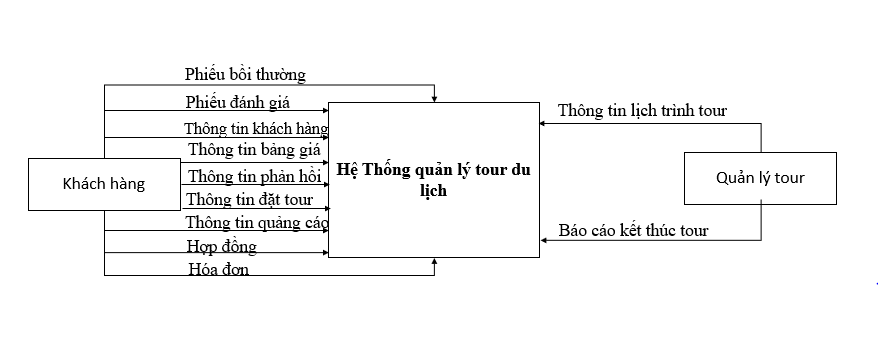 Phiếu bồi thường
Phiếu đánh giá
Thông tin khách hàng
Thông tin bảng giá
Thông tin phản hồi
Thông tin đặt tour
Thông tin quảng cáo
Hợp đồng
Hóa đơn
Khách hàng
Hệ Thống quản lý tour du
lịch
Thông tin lịch trình tour
Quản lý tour
Báo cáo kết thúc tour